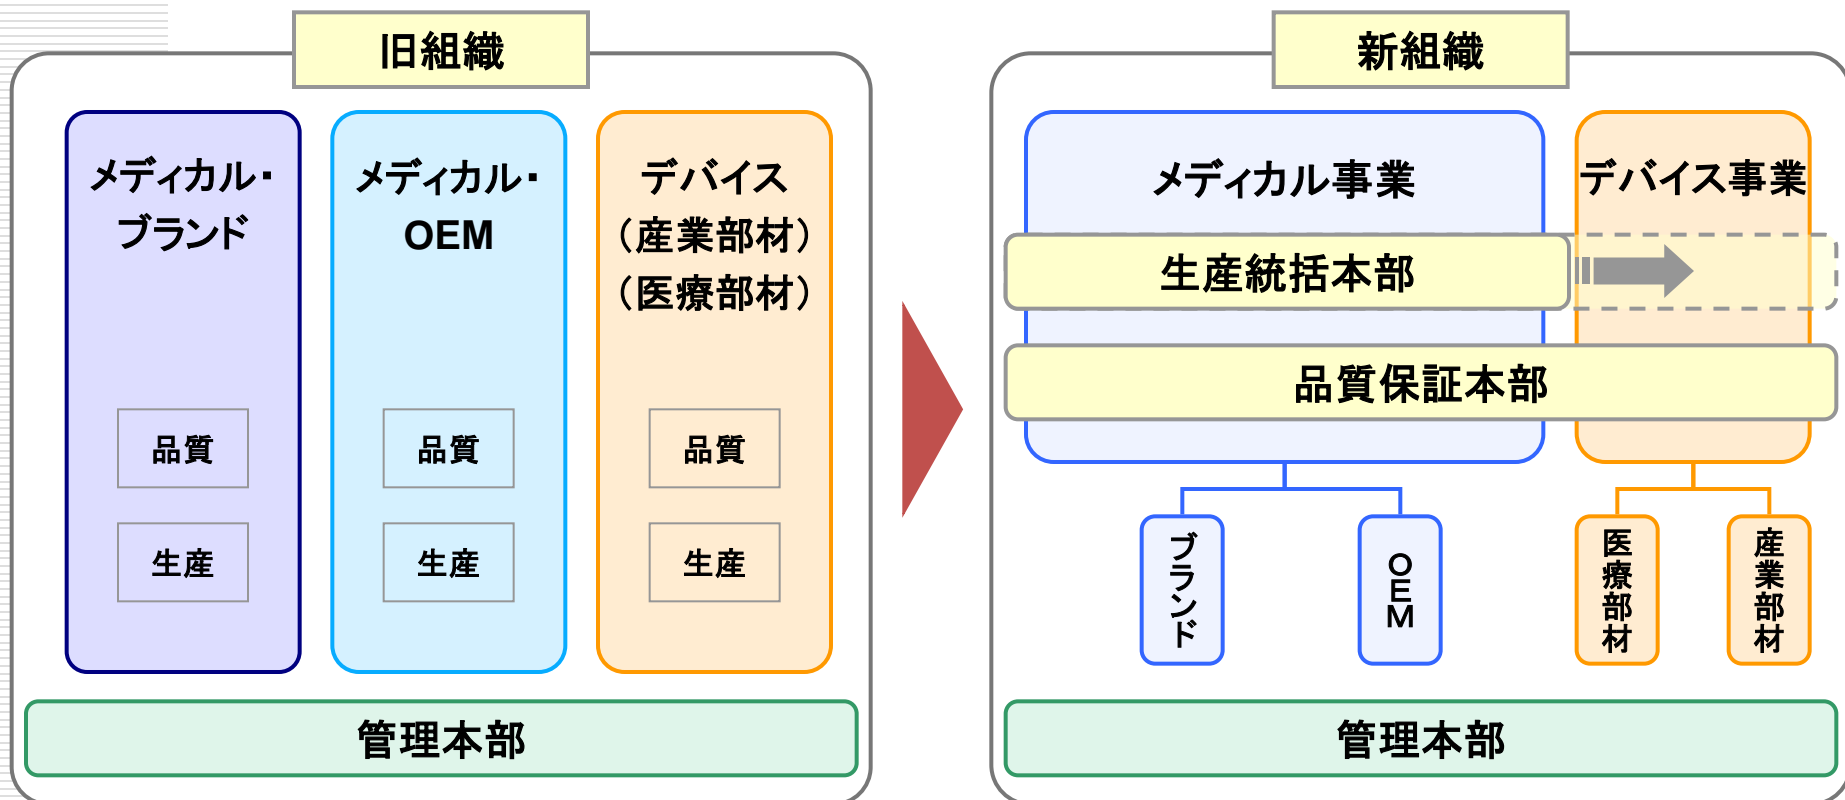 旧組織
メディカル・
ブランド
品質
生産
メディカル・
OEM
品質
生産
デバイス
（産業部材）
（医療部材）
品質
生産
管理本部
新組織
メディカル事業
デバイス事業
生産統括本部
品質保証本部
ブランド
OEM
医療部材
産業部材
管理本部